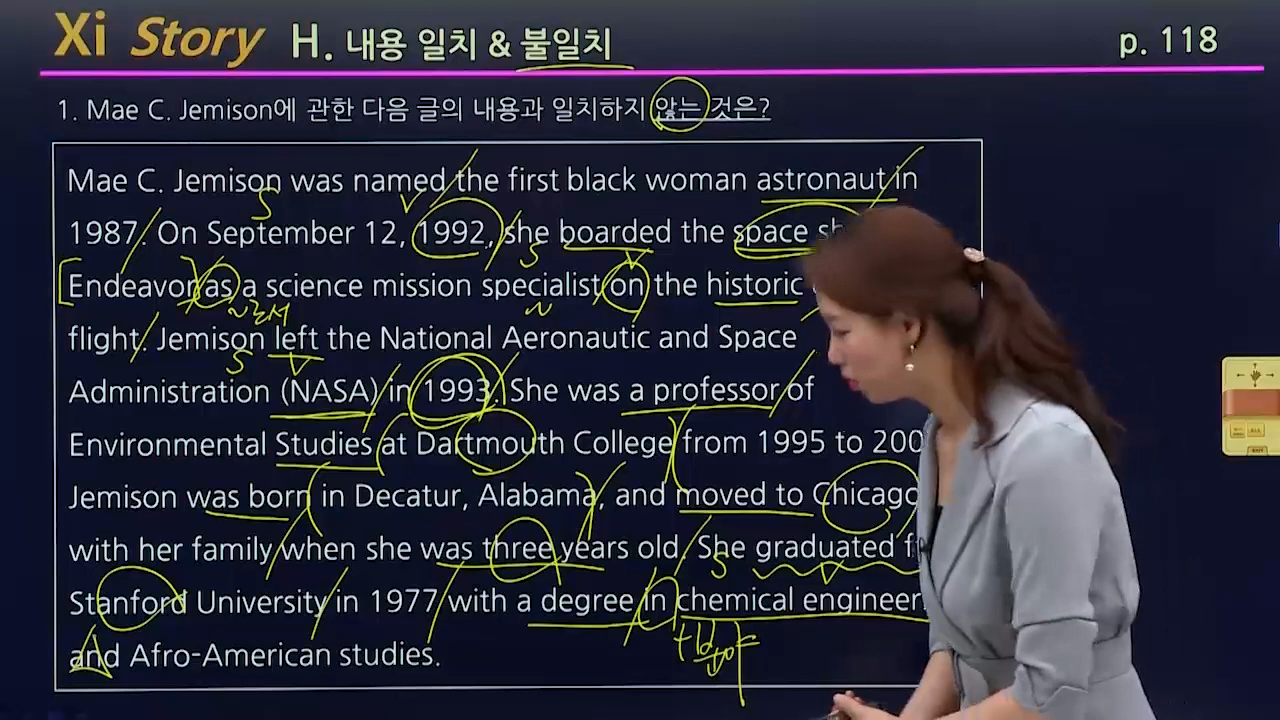 Xi Story H. 내용 일치 & 불일치 p. 118
1. Mae C. Jemison에 관한 다음 글의 내용과 일치하지 않는 것은?
Mae C. Jemison was named the first black woman astronaut in
1987. On September 12, 1992, she boarded the space
Endeavor as a science mission specialist on the historic
~로서
flight. Jemison left the National Aeronautic and Space
Administration (NASA) in 1993. She was a professor of
Environmental Studies at Dartmouth College from 1995 to
Jemison was born in Decatur, Alabama, and moved to Chicago
with her family when she was three years old. She graduated
Stanford University in 1977 with a degree in chemical
and Afro-American studies.